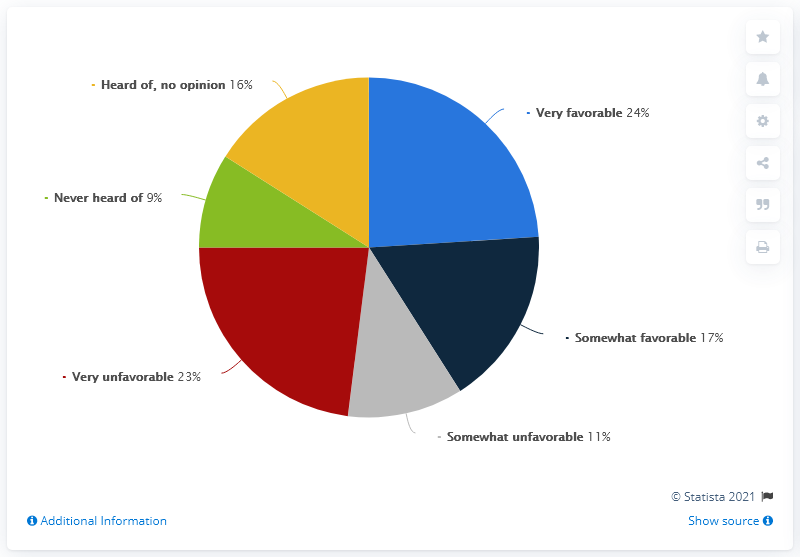 Heard of, no opinion 16%
Very favorable 24%
Never heard of 9%
Somewhat favorable 17%
Very unfavorable 23%
Somewhat unfavorable 11%
© Statista 2021
Additional Information
Show source